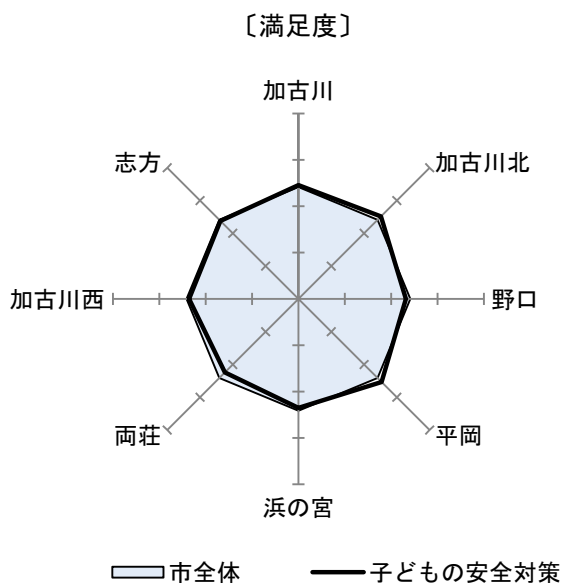 〔満足度〕
加古川
志方
加古川北
加古川西
野口
両荘
平岡
浜の宮
市全体
子どもの安全対策